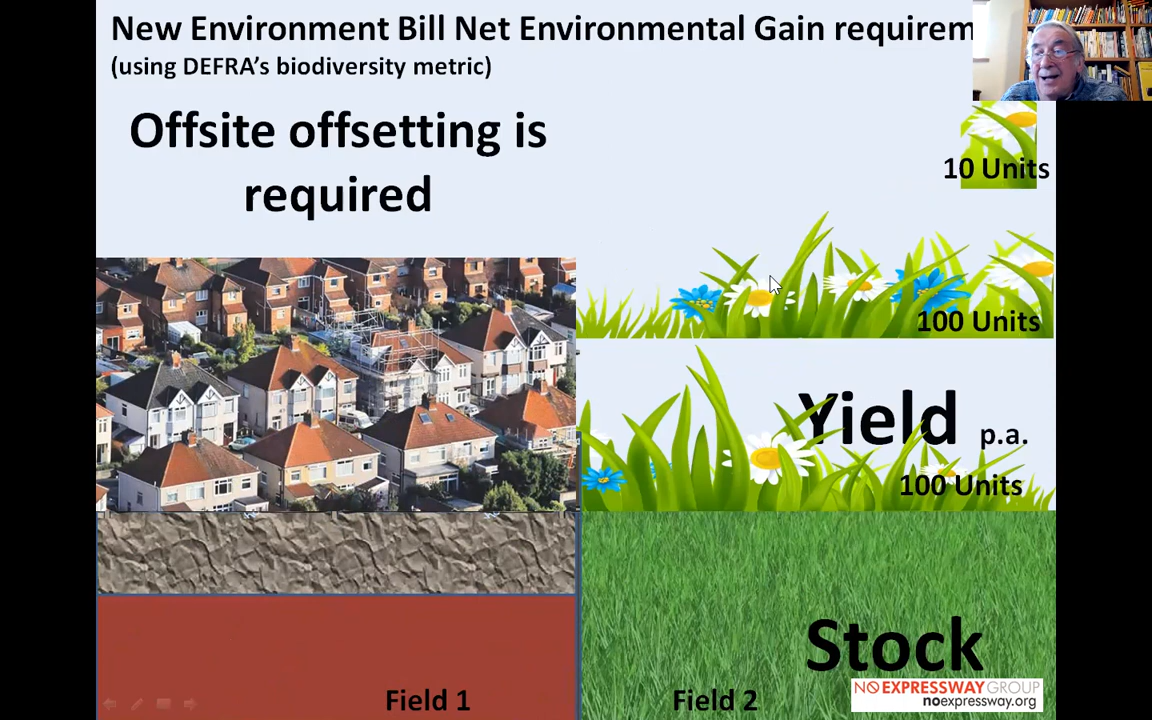 New Environment Bill Net Environmental Gain requirem
(using DEFRA's biodiversity metric)
Offsite offsetting is
required
10 Units
100 Units
Yield p.a.
100 Units
Stock
Field 1
Field 2
NO EXPRESSWAY GROUP
noexpressway.org